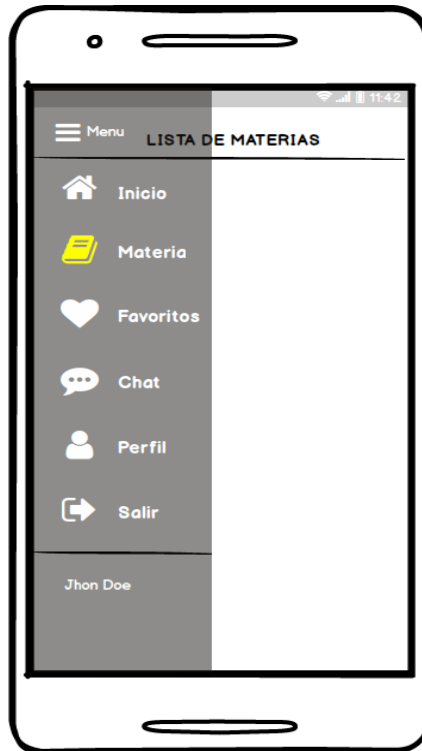 11:42
Menu
LISTA DE MATERIAS
Inicio
Materia
Favoritos
Chat
Perfil
Salir
Jhon Doe